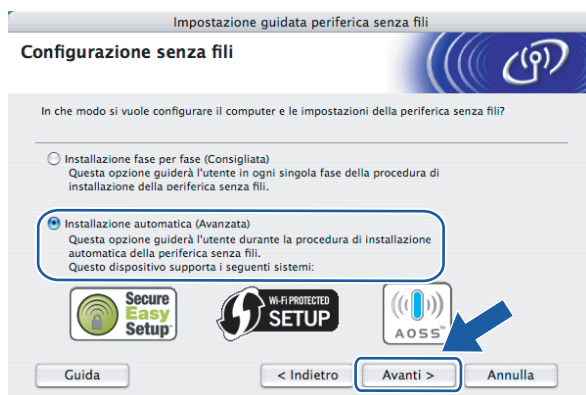 Impostazione guidata periferica senza fili
Configurazione senza fili
In che modo si vuole configurare il computer e le impostazioni della periferica senza fili?
Installazione fase per fase (Consigliata)
Questa opzione guiderà l'utente in ogni singola fase della procedura di
installazione della periferica senza fili.
Installazione automatica (Avanzata)
Questa opzione guiderà l'utente durante la procedura di installazione
automatica della periferica senza fili.
Questo dispositivo supporta i seguenti sistemi:
Secure
Easy
Setup™
Wi-Fi PROTECTED
SETUP
AOSS™
Guida
< Indietro
Avanti >
Annulla